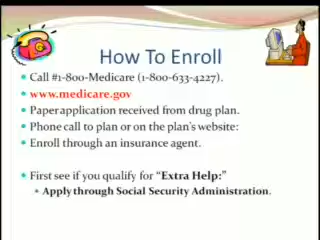 How To Enroll
Call #1-800-Medicare (1-800-633-4227).
www.medicare.gov
Paper application received from drug plan.
Phone call to plan or on the plan's website:
Enroll through an insurance agent.
First see if you qualify for "Extra Help:"
Apply through Social Security Administration.